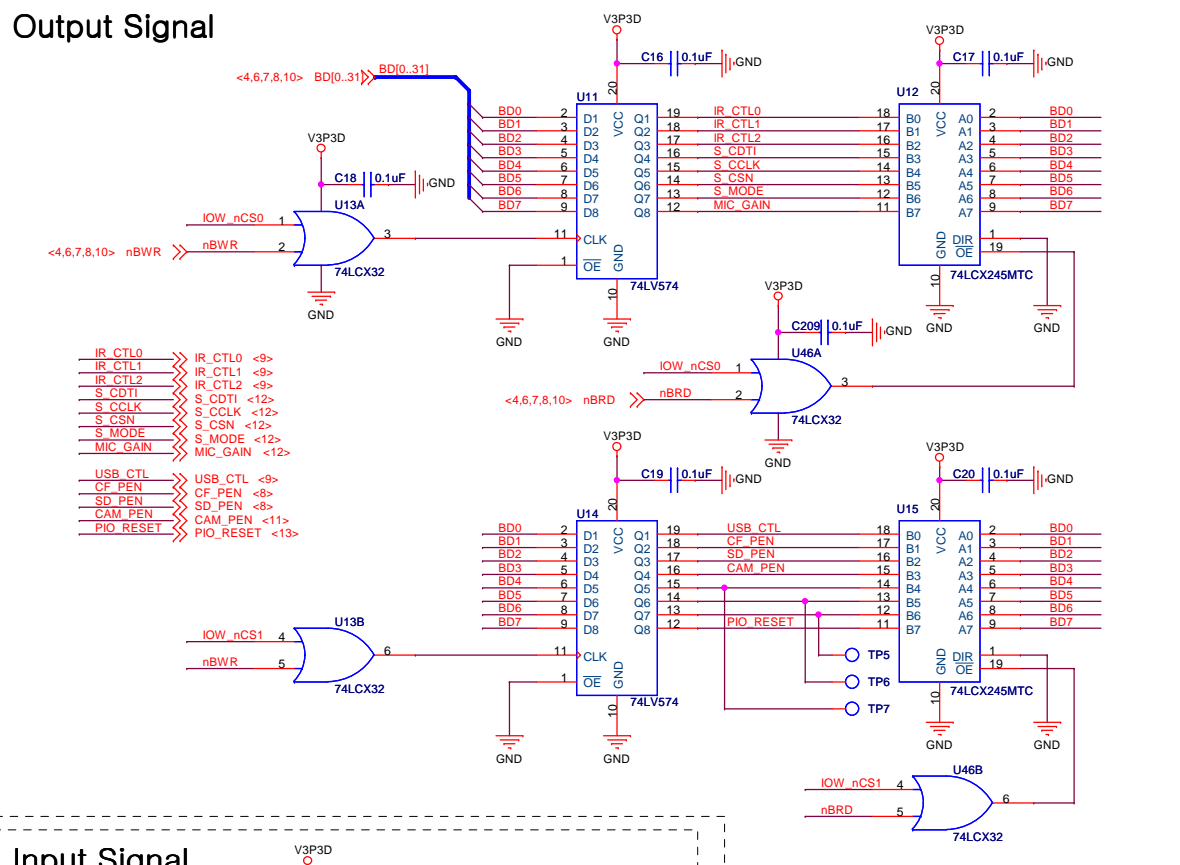 Output Signal
<4,6,7,8,10> BD[0..31] BD[0..31]
V3P3D
C16 0.1uF GND
V3P3D
C17 0.1uF GND
V3P3D
C18 0.1uF GND
U13A
IOW_nCS0 1
<4,6,7,8,10> nBWR nBWR 2
3
74LCX32
GND
U11
20
VCC
BD0 2 D1 Q1 19 IR_CTL0
BD1 3 D2 Q2 18 IR_CTL1
BD2 4 D3 Q3 17 IR_CTL2
BD3 5 D4 Q4 16 S_CDTI
BD4 6 D5 Q5 15 S_CCLK
BD5 7 D6 Q6 14 S_CSN
BD6 8 D7 Q7 13 S_MODE
BD7 9 D8 Q8 12 MIC_GAIN
11 CLK
1 OE
GND
10
74LV574
GND
GND
U12
20
VCC
18 B0 A0 2 BD0
17 B1 A1 3 BD1
16 B2 A2 4 BD2
15 B3 A3 5 BD3
14 B4 A4 6 BD4
13 B5 A5 7 BD5
12 B6 A6 8 BD6
11 B7 A7 9 BD7
DIR 1
OE 19
GND
10
74LCX245MTC
GND
GND
V3P3D
C209 0.1uF GND
U46A
IOW_nCS0 1
<4,6,7,8,10> nBRD nBRD 2
3
74LCX32
GND
IR_CTL0 IR_CTL0 <9>
IR_CTL1 IR_CTL1 <9>
IR_CTL2 IR_CTL2 <9>
S_CDTI S_CDTI <12>
S_CCLK S_CCLK <12>
S_CSN S_CSN <12>
S_MODE S_MODE <12>
MIC_GAIN MIC_GAIN <12>
USB_CTL USB_CTL <9>
CF_PEN CF_PEN <8>
SD_PEN SD_PEN <8>
CAM_PEN CAM_PEN <11>
PIO_RESET PIO_RESET <13>
V3P3D
C19 0.1uF GND
V3P3D
C20 0.1uF GND
U14
20
VCC
BD0 2 D1 Q1 19 USB_CTL
BD1 3 D2 Q2 18 CF_PEN
BD2 4 D3 Q3 17 SD_PEN
BD3 5 D4 Q4 16 CAM_PEN
BD4 6 D5 Q5 15
BD5 7 D6 Q6 14
BD6 8 D7 Q7 13
BD7 9 D8 Q8 12 PIO_RESET
11 CLK
1 OE
GND
10
74LV574
GND
GND
U15
20
VCC
18 B0 A0 2 BD0
17 B1 A1 3 BD1
16 B2 A2 4 BD2
15 B3 A3 5 BD3
14 B4 A4 6 BD4
13 B5 A5 7 BD5
12 B6 A6 8 BD6
11 B7 A7 9 BD7
DIR 1
OE 19
GND
10
74LCX245MTC
GND
GND
TP5
TP6
TP7
U13B
IOW_nCS1 4
nBWR 5
6
74LCX32
U46B
IOW_nCS1 4
nBRD 5
6
74LCX32
Input Signal
V3P3D